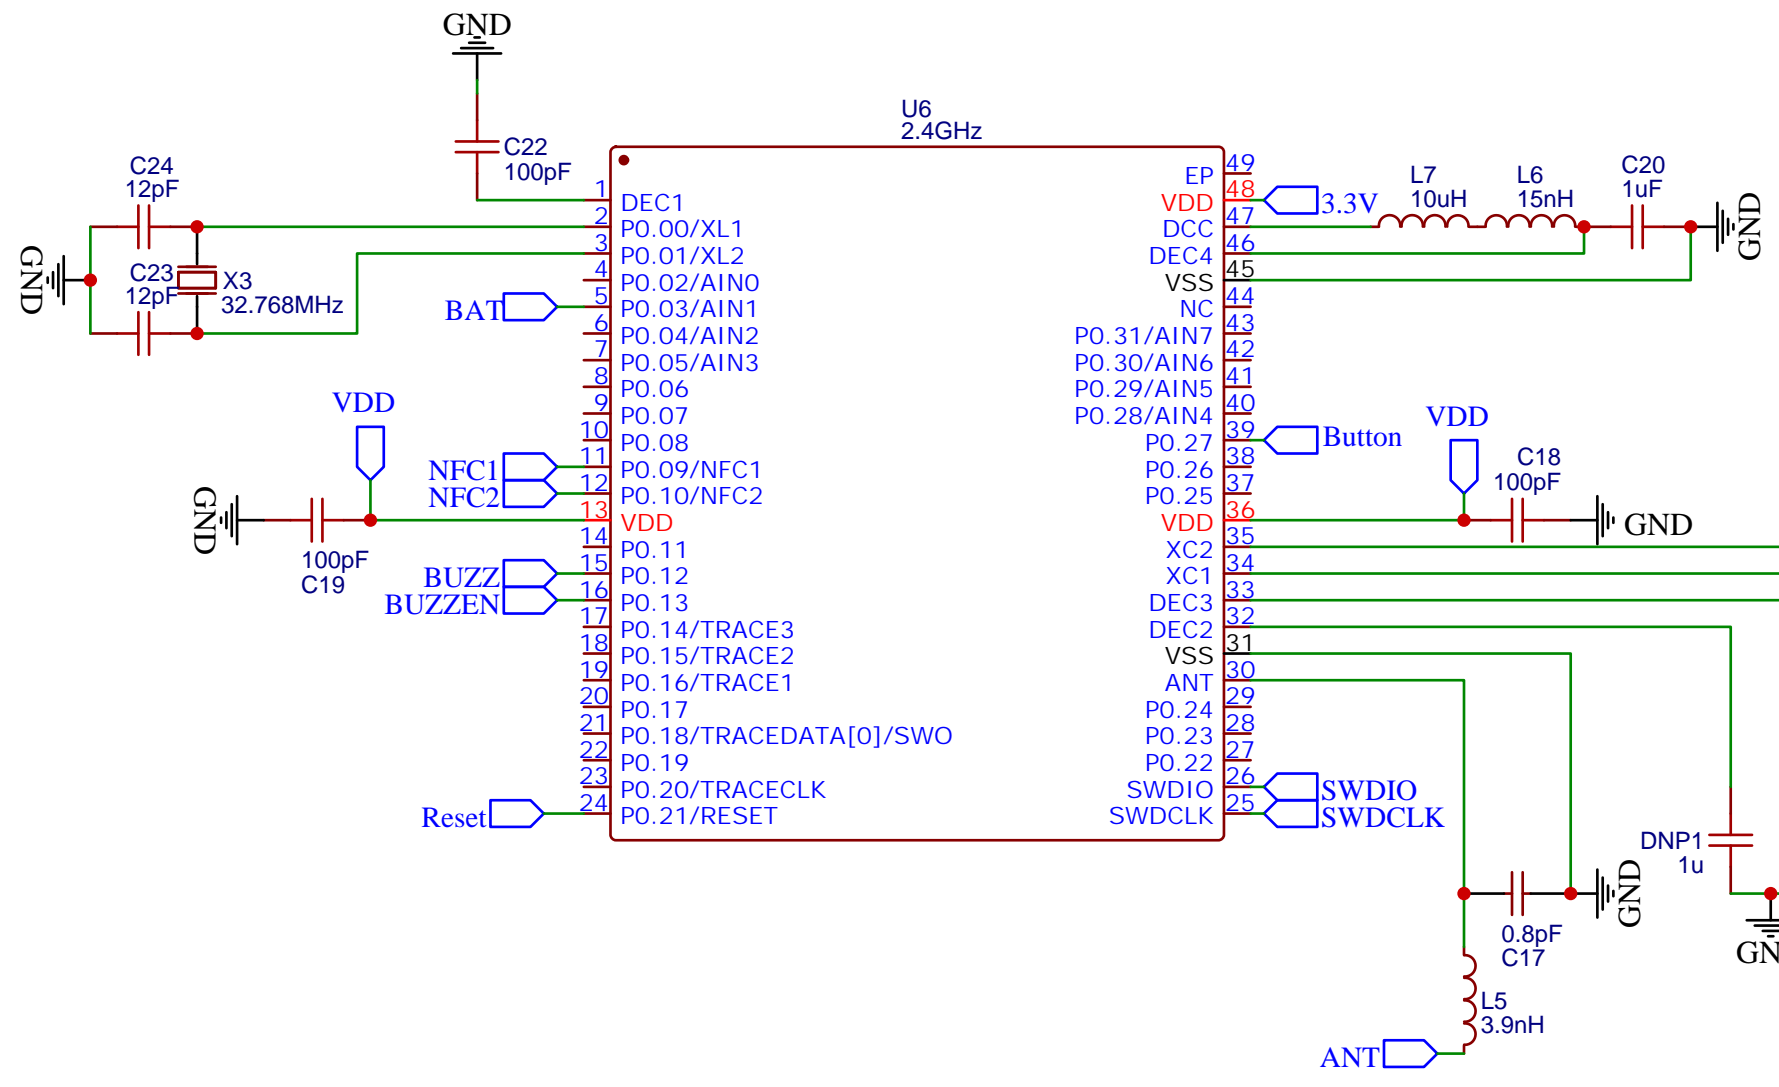 GND
U6
2.4GHz
C22
100pF
C24
12pF
C23
12pF
X3
32.768MHz
GND
BAT
VDD
NFC1
NFC2
GND
100pF
C19
BUZZ
BUZZEN
Reset
1 DEC1
2 P0.00/XL1
3 P0.01/XL2
4 P0.02/AIN0
5 P0.03/AIN1
6 P0.04/AIN2
7 P0.05/AIN3
8 P0.06
9 P0.07
10 P0.08
11 P0.09/NFC1
12 P0.10/NFC2
13 VDD
14 P0.11
15 P0.12
16 P0.13
17 P0.14/TRACE3
18 P0.15/TRACE2
19 P0.16/TRACE1
20 P0.17
21 P0.18/TRACEDATA[0]/SWO
22 P0.19
23 P0.20/TRACECLK
24 P0.21/RESET
EP 49
VDD 48
DCC 47
DEC4 46
VSS 45
NC 44
P0.31/AIN7 43
P0.30/AIN6 42
P0.29/AIN5 41
P0.28/AIN4 40
P0.27 39
P0.26 38
P0.25 37
VDD 36
XC2 35
XC1 34
DEC3 33
DEC2 32
VSS 31
ANT 30
P0.24 29
P0.23 28
P0.22 27
SWDIO 26
SWDCLK 25
3.3V
L7
10uH
L6
15nH
C20
1uF
GND
Button
VDD
C18
100pF
GND
SWDIO
SWDCLK
DNP1
1u
GN
GND
0.8pF
C17
L5
3.9nH
ANT